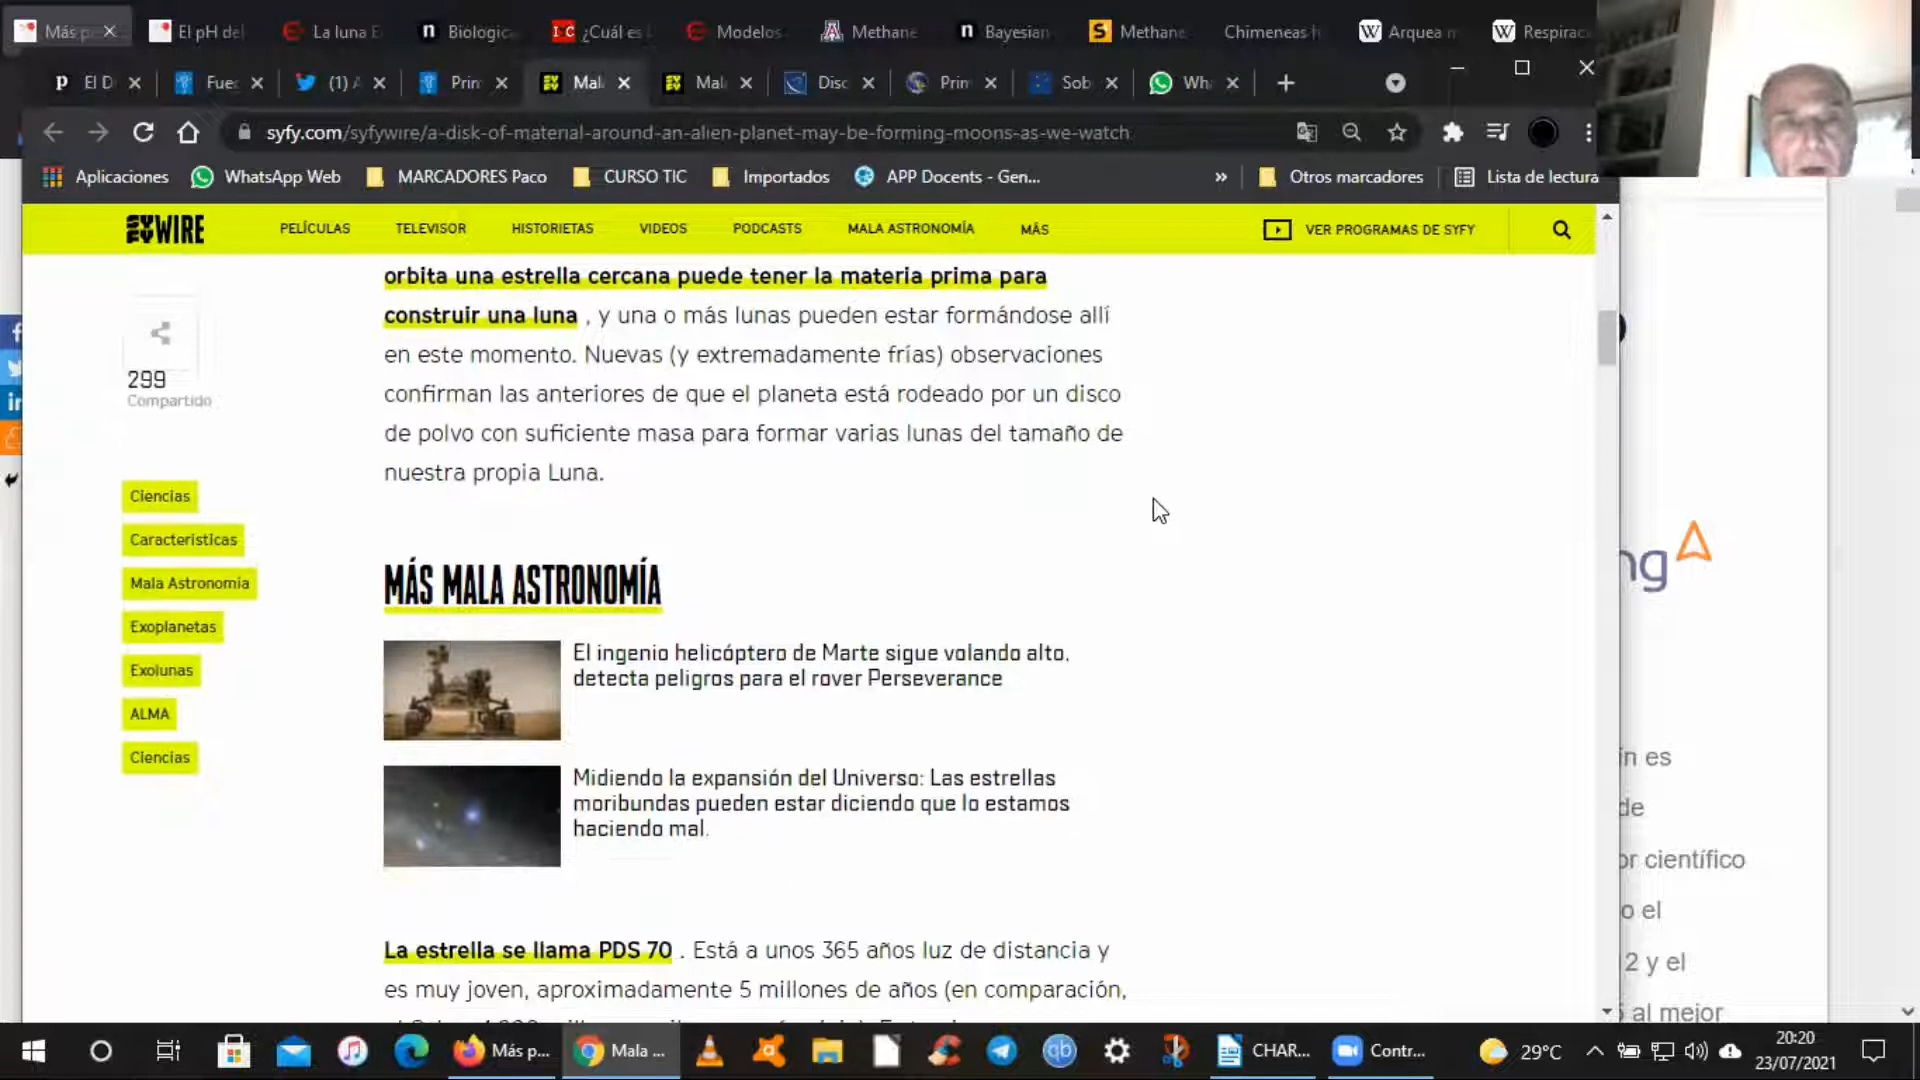 Más p
El pH del
La luna E
Biologica
¿Cuál es
Modelos
Methane
Bayesian
Methane
Chimeneas h
Arquea m
Respirac
El D
Fueg
(1) A
Prin
Mal
Mal
Disc
Prin
Sob
Wh
syfy.com/syfywire/a-disk-of-material-around-an-alien-planet-may-be-forming-moons-as-we-watch
Aplicaciones
WhatsApp Web
MARCADORES Paco
CURSO TIC
Importados
APP Docents - Gen...
»
Otros marcadores
Lista de lectura
SYFY WIRE
PELÍCULAS
TELEVISOR
HISTORIETAS
VIDEOS
PODCASTS
MALA ASTRONOMÍA
MÁS
VER PROGRAMAS DE SYFY
orbita una estrella cercana puede tener la materia prima para
construir una luna , y una o más lunas pueden estar formándose allí
en este momento. Nuevas (y extremadamente frías) observaciones
confirman las anteriores de que el planeta está rodeado por un disco
de polvo con suficiente masa para formar varias lunas del tamaño de
nuestra propia Luna.
299
Compartido
Ciencias
Caracteristicas
Mala Astronomia
Exoplanetas
Exolunas
ALMA
Ciencias
MÁS MALA ASTRONOMÍA
El ingenio helicóptero de Marte sigue volando alto,
detecta peligros para el rover Perseverance
Midiendo la expansión del Universo: Las estrellas
moribundas pueden estar diciendo que lo estamos
haciendo mal.
La estrella se llama PDS 70 . Está a unos 365 años luz de distancia y
es muy joven, aproximadamente 5 millones de años (en comparación,
ng
ín es
de
or científico
o el
2 y el
al mejor
Más p...
Mala ...
CHAR...
Contr...
29°C
20:20
23/07/2021